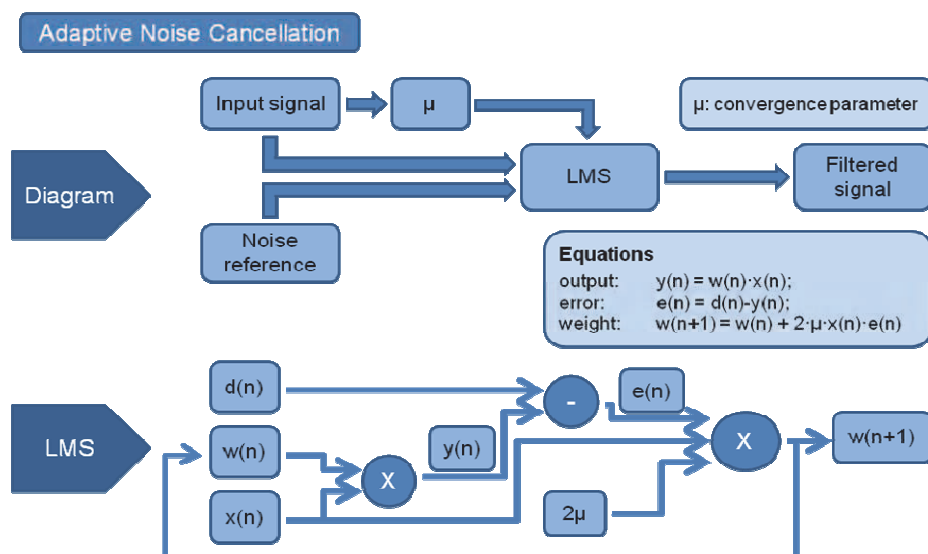 Adaptive Noise Cancellation
Input signal
μ
μ: convergence parameter
Diagram
LMS
Filtered
signal
Noise
reference
Equations
output: y(n) = w(n)·x(n);
error: e(n) = d(n)-y(n);
weight: w(n+1) = w(n) + 2·μ·x(n)·e(n)
d(n)
-
e(n)
LMS
w(n)
y(n)
X
w(n+1)
X
x(n)
2μ